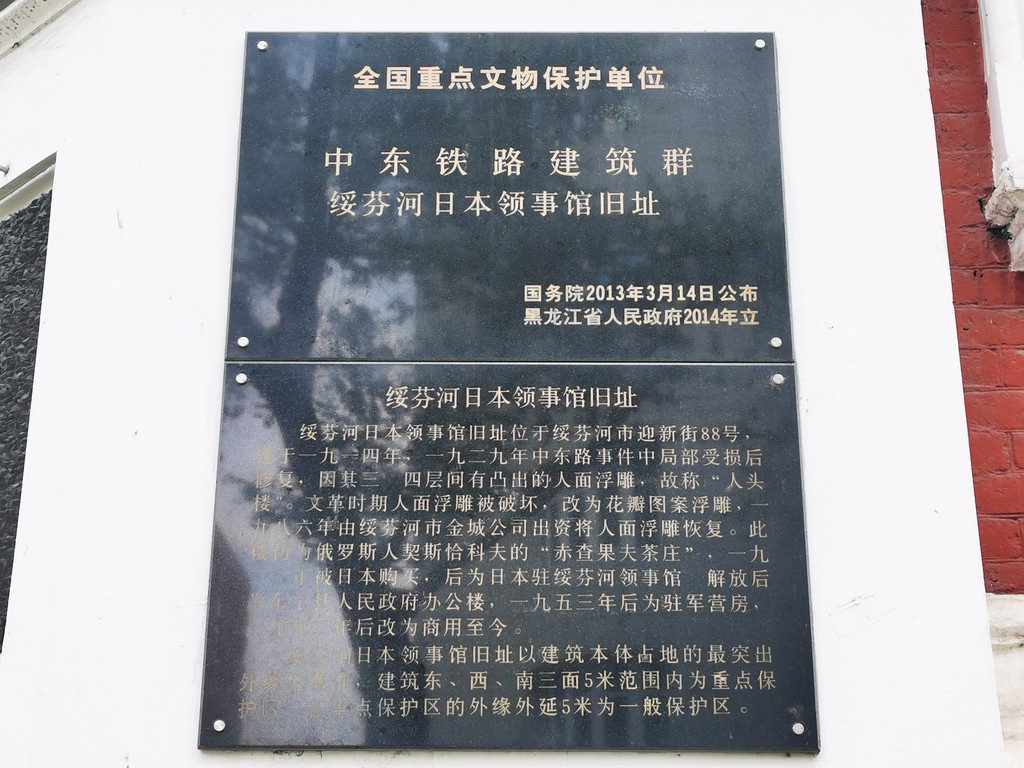 全国重点文物保护单位
中东铁路建筑群
绥芬河日本领事馆旧址
国务院2013年3月14日公布
黑龙江省人民政府2014年立
绥芬河日本领事馆旧址
绥芬河日本领事馆旧址位于绥芬河市迎新街88号，
于一九一四年，一九二九年中东路事件中局部受损后
修复，因其三 四层间有凸出的人面浮雕，故称“人头
楼”。文革时期人面浮雕被破坏，改为花瓣图案浮雕，一
九八六年由绥芬河市金城公司出资将人面浮雕恢复。此
楼 为俄罗斯人契斯恰科夫的“赤查果夫茶庄”，一九
被日本购买，后为日本驻绥芬河领事馆 解放后
人民政府办公楼，一九五三年后为驻军营房，
年后改为商用至今。
日本领事馆旧址以建筑本体占地的最突出
外缘 ，建筑东、西、南三面5米范围内为重点保
护区 点保护区的外缘外延5米为一般保护区。